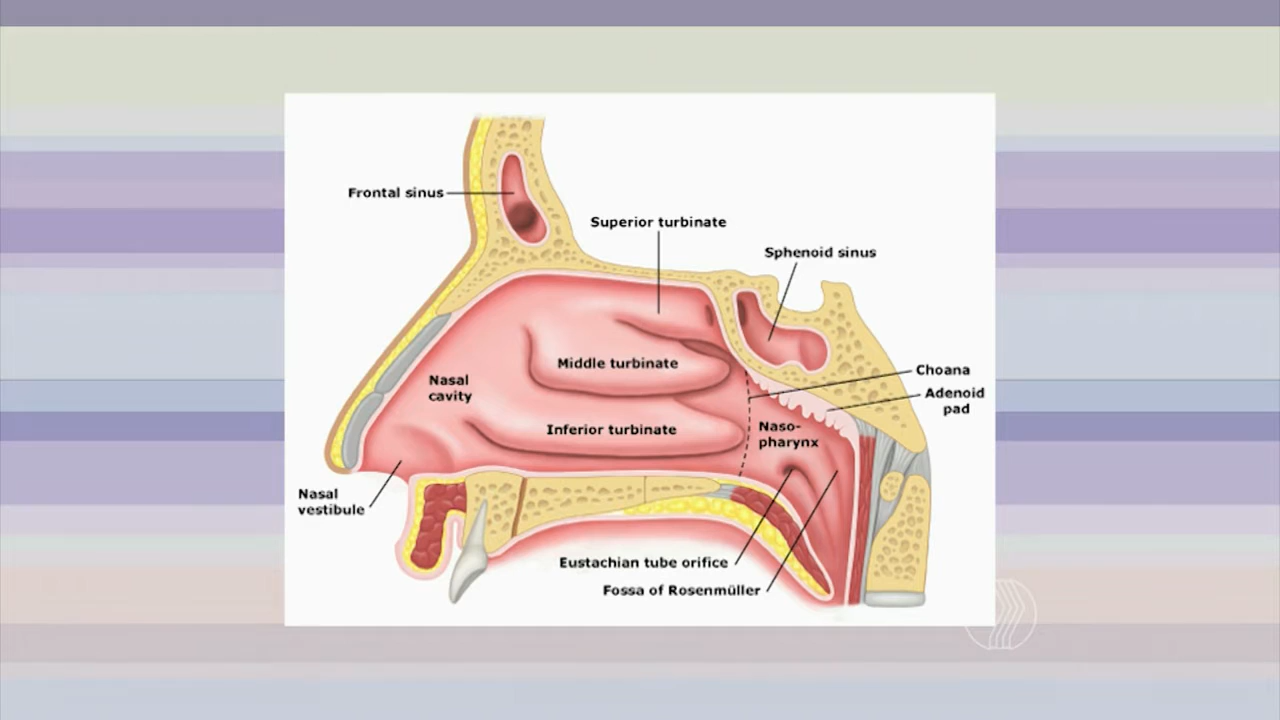 Frontal sinus
Superior turbinate
Sphenoid sinus
Middle turbinate
Choana
Nasal
cavity
Adenoid
pad
Inferior turbinate
Naso-
pharynx
Nasal
vestibule
Eustachian tube orifice
Fossa of Rosenmüller